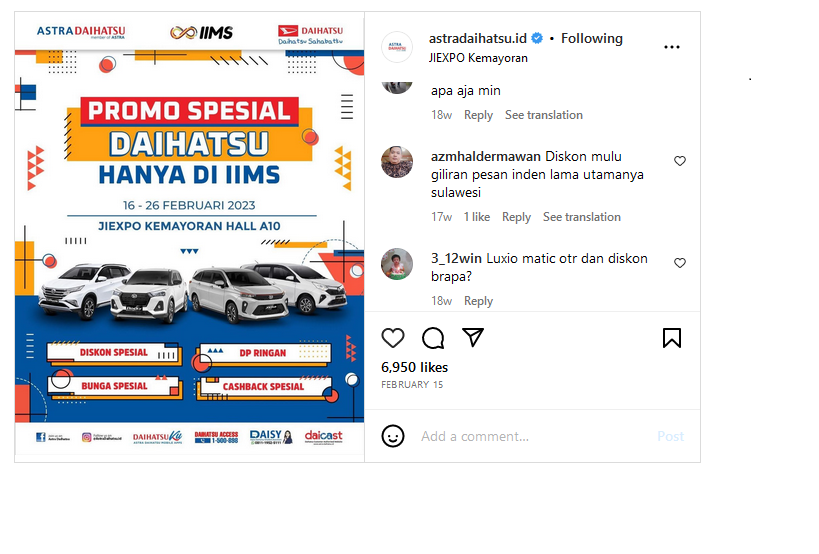 ASTRA DAIHATSU
member of ASTRA
IIMS
DAIHATSU
Daihatsu Sahabatku
PROMO SPESIAL
DAIHATSU
HANYA DI IIMS
16 - 26 FEBRUARI 2023
JIEXPO KEMAYORAN HALL A10
DISKON SPESIAL
DP RINGAN
BUNGA SPESIAL
CASHBACK SPESIAL
DAIHATSU
ASTRA DAIHATSU MOBILE APPS
DAIHATSU ACCESS
1-500-898
DAISY
daicast
astradaihatsu.id • Following
JIEXPO Kemayoran
apa aja min
18w Reply See translation
azmhaldermawan Diskon mulu
giliran pesan inden lama utamanya
sulawesi
17w 1 like Reply See translation
3_12win Luxio matic otr dan diskon
brapa?
18w Reply
6,950 likes
FEBRUARY 15
Add a comment...
Post